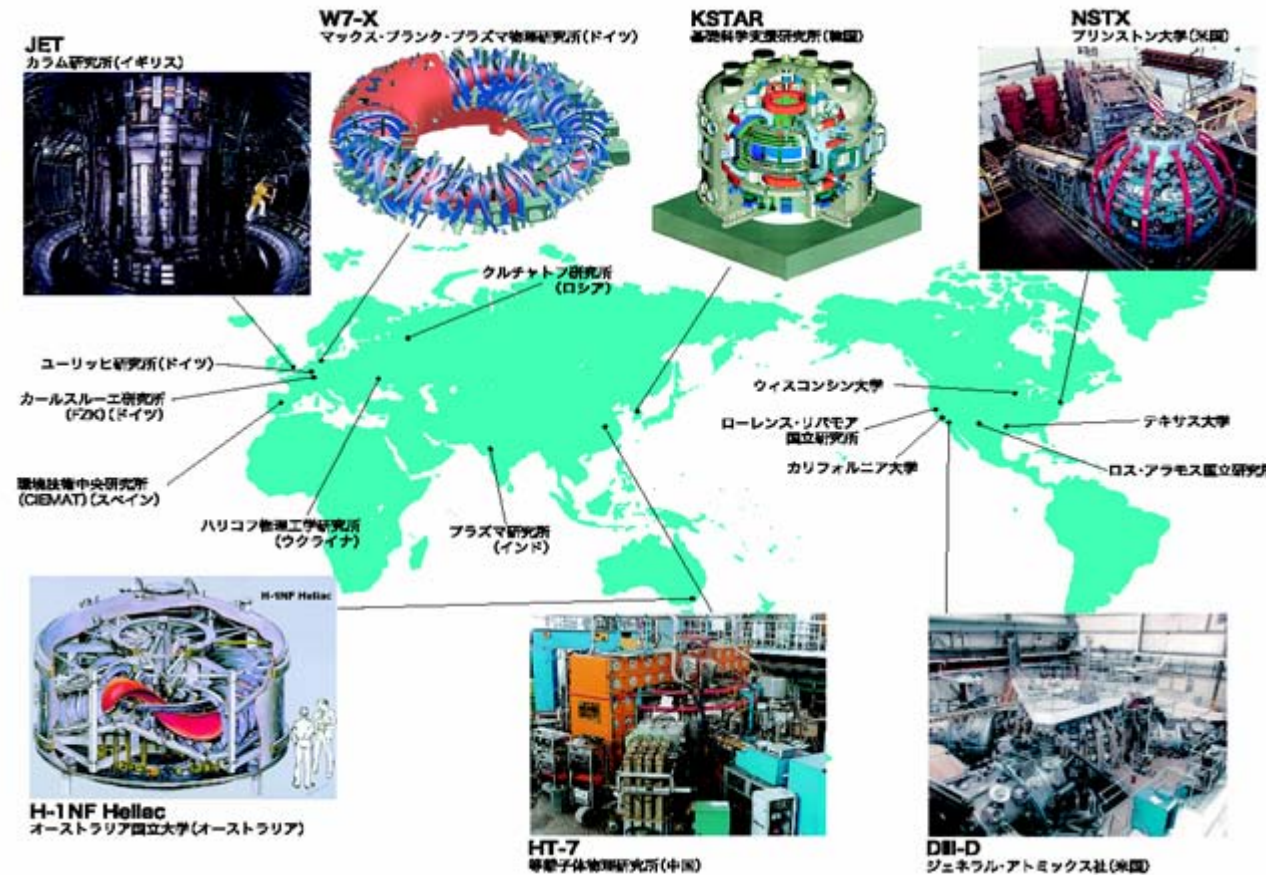 JET
カラム研究所(イギリス)
W7-X
マックス・プランク・プラズマ物理研究所(ドイツ)
KSTAR
基礎科学支援研究所(韓国)
NSTX
プリンストン大学(米国)
クルチャトフ研究所
(ロシア)
ユーリッヒ研究所(ドイツ)
カールスルーエ研究所
(FZK)(ドイツ)
環境技術中央研究所
(CIEMAT)(スペイン)
ハリコフ物理工学研究所
(ウクライナ)
プラズマ研究所
(インド)
ウィスコンシン大学
ローレンス・リバモア
国立研究所
カリフォルニア大学
テキサス大学
ロス・アラモス国立研究所
H-1NF Heliac
H-1NF Heliac
オーストラリア国立大学(オーストラリア)
HT-7
等離子体物理研究所(中国)
DIII-D
ジェネラル・アトミックス社(米国)